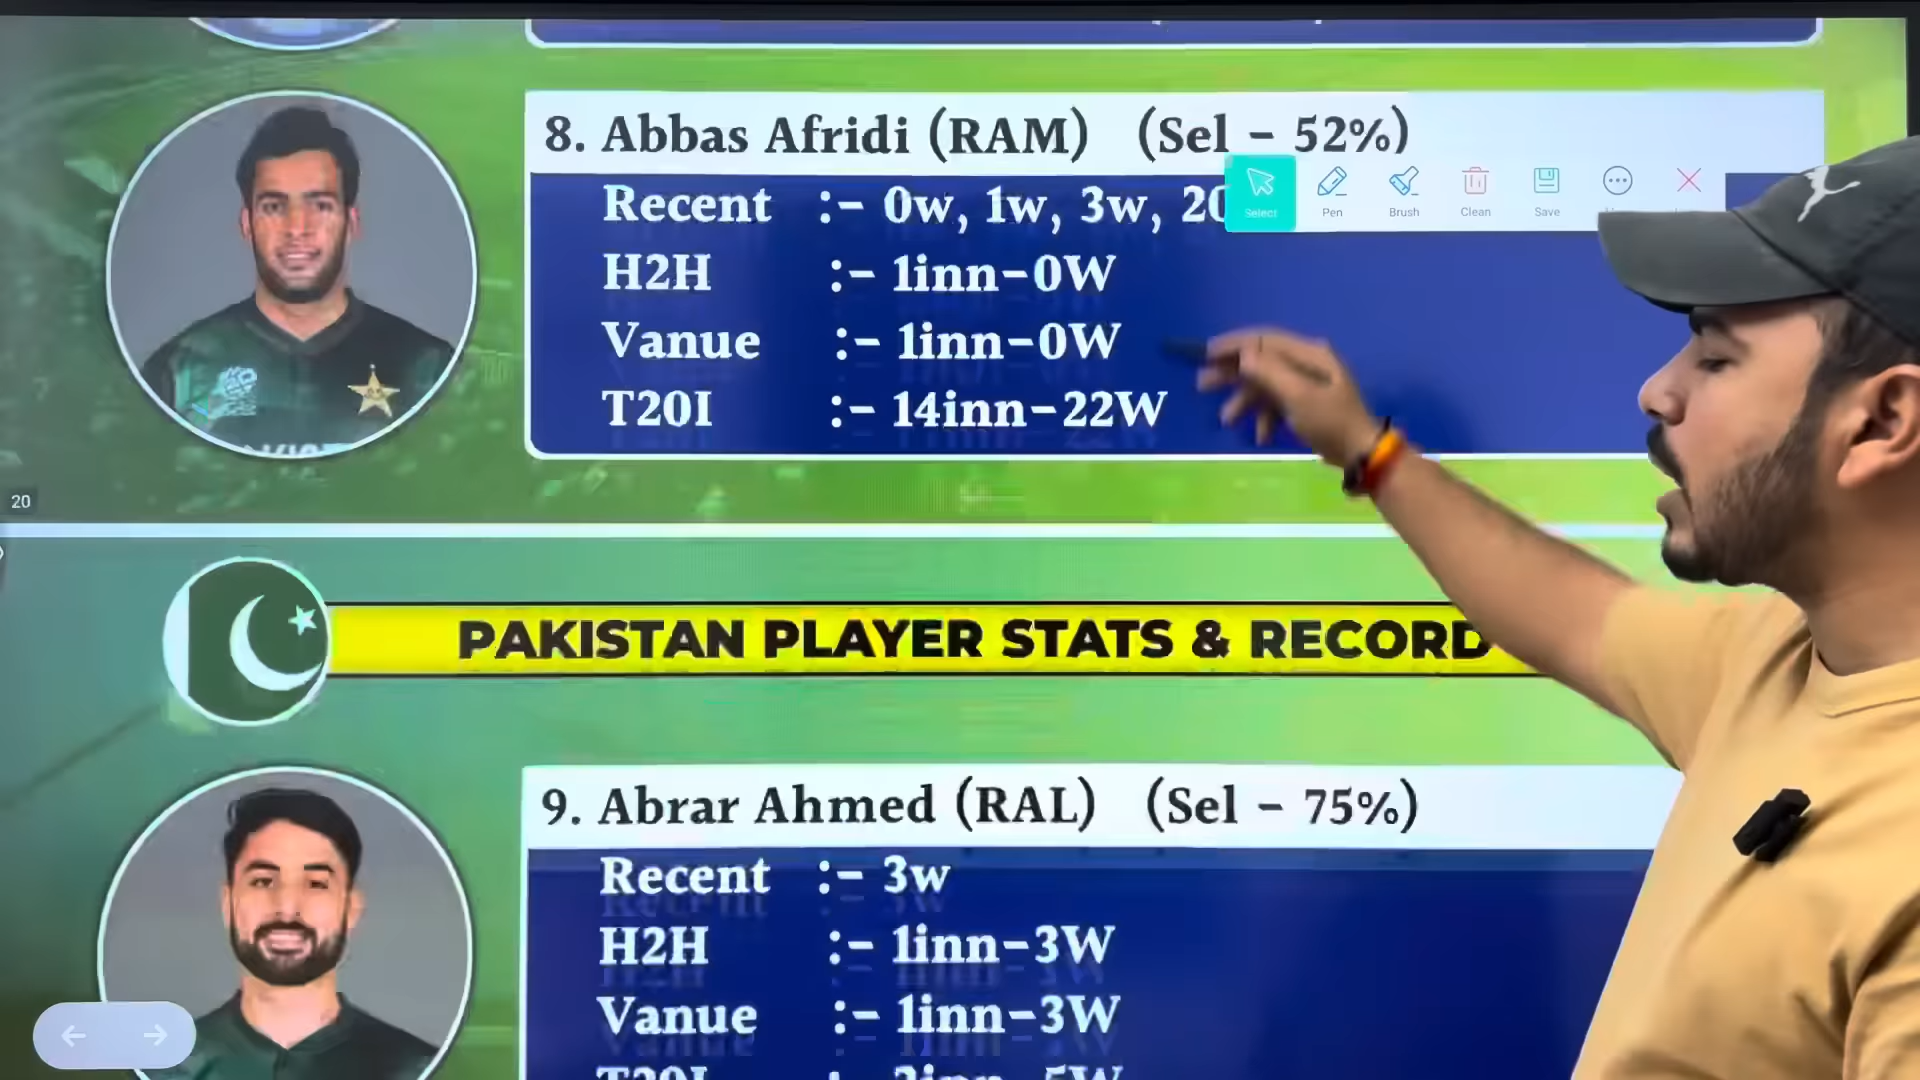 8. Abbas Afridi (RAM) (Sel - 52%)
Recent :- 0w, 1w, 3w,
Select Pen Brush Clean Save
H2H :- 1inn-0W
Vanue :- 1inn-0W
T20I :- 14inn-22W
20
PAKISTAN PLAYER STATS & RECORD
9. Abrar Ahmed (RAL) (Sel - 75%)
Recent :- 3w
H2H :- 1inn-3W
Vanue :- 1inn-3W